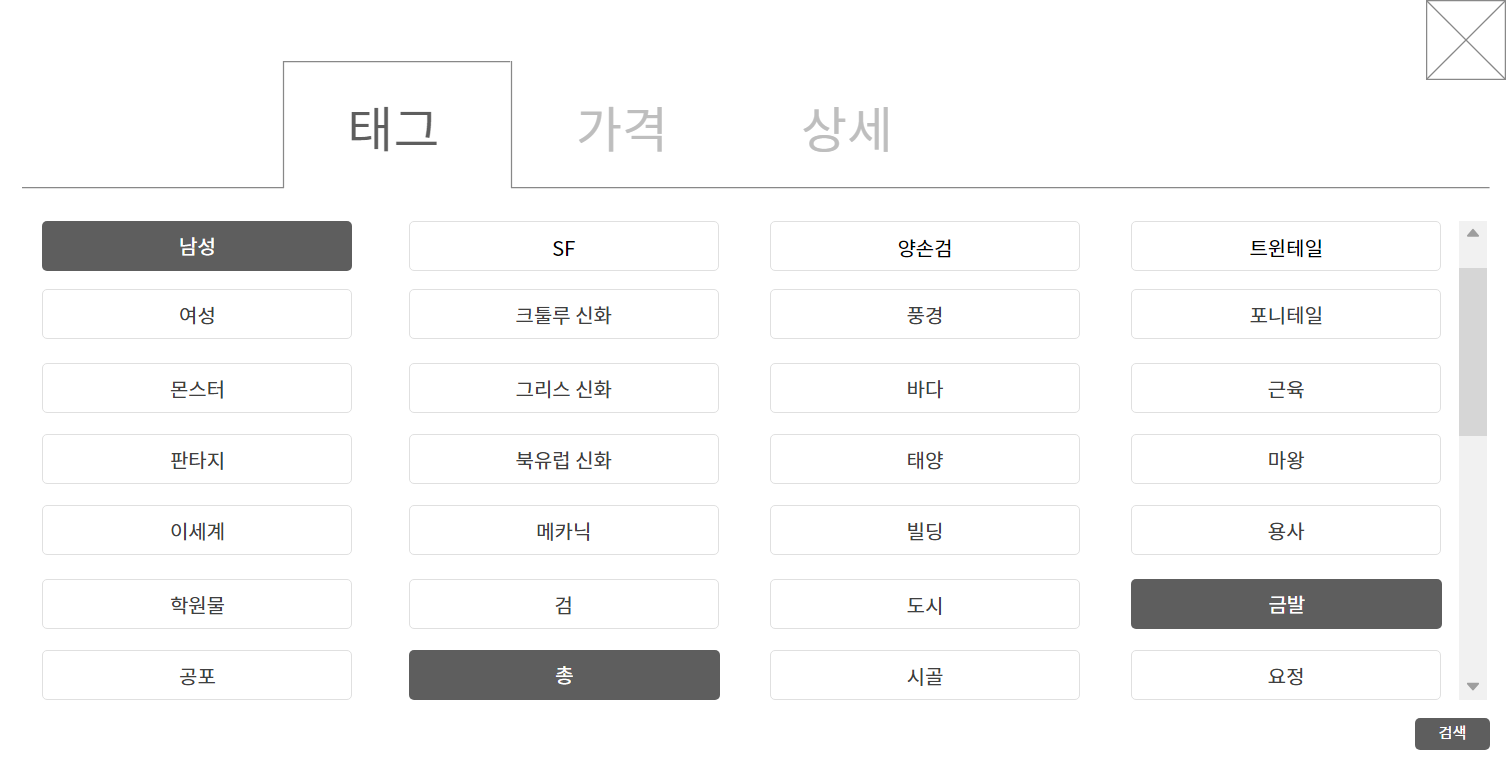 태그 가격 상세
남성 SF 양손검 트윈테일
여성 크툴루 신화 풍경 포니테일
몬스터 그리스 신화 바다 근육
판타지 북유럽 신화 태양 마왕
이세계 메카닉 빌딩 용사
학원물 검 도시 금발
공포 총 시골 요정
검색